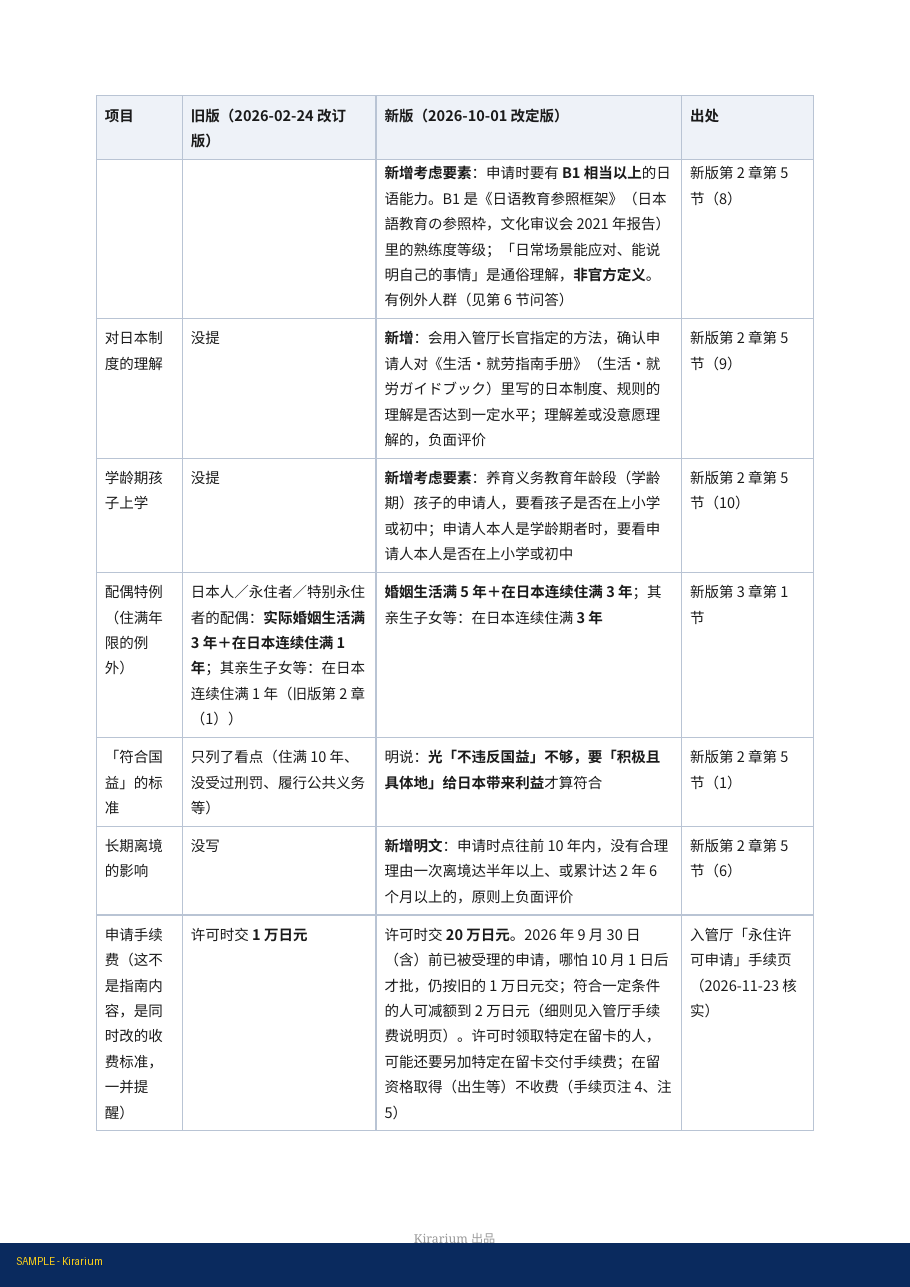 项目
旧版（2026-02-24 改订
版）
新版（2026-10-01 改定版）
出处
新增考虑要素：申请时要有 B1 相当以上的日
语能力。B1 是《日语教育参照框架》（日本
語教育の参照枠，文化审议会 2021 年报告）
里的熟练度等级；「日常场景能应对、能说
明自己的事情」是通俗理解，非官方定义。
有例外人群（见第 6 节问答）
新版第 2 章第 5
节（8）
对日本制
度的理解
没提
新增：会用入管厅长官指定的方法，确认申
请人对《生活・就劳指南手册》（生活・就
労ガイドブック）里写的日本制度、规则的
理解是否达到一定水平；理解差或没意愿理
解的，负面评价
新版第 2 章第 5
节（9）
学龄期孩
子上学
没提
新增考虑要素：养育义务教育年龄段（学龄
期）孩子的申请人，要看孩子是否在上小学
或初中；申请人本人是学龄期者时，要看申
请人本人是否在上小学或初中
新版第 2 章第 5
节（10）
配偶特例
（住满年
限的例
外）
日本人／永住者／特别永住
者的配偶：实际婚姻生活满
3 年＋在日本连续住满 1
年；其亲生子女等：在日本
连续住满 1 年（旧版第 2 章
（1））
婚姻生活满 5 年＋在日本连续住满 3 年；其
亲生子女等：在日本连续住满 3 年
新版第 3 章第 1
节
「符合国
益」的标
准
只列了看点（住满 10 年、
没受过刑罚、履行公共义务
等）
明说：光「不违反国益」不够，要「积极且
具体地」给日本带来利益才算符合
新版第 2 章第 5
节（1）
长期离境
的影响
没写
新增明文：申请时点往前 10 年内，没有合理
理由一次离境达半年以上、或累计达 2 年 6
个月以上的，原则上负面评价
新版第 2 章第 5
节（6）
申请手续
费（这不
是指南内
容，是同
时改的收
费标准，
一并提
醒）
许可时交 1 万日元
许可时交 20 万日元。2026 年 9 月 30 日
（含）前已被受理的申请，哪怕 10 月 1 日后
才批，仍按旧的 1 万日元交；符合一定条件
的人可减额到 2 万日元（细则见入管厅手续
费说明页）。许可时领取特定在留卡的人，
可能还要另加特定在留卡交付手续费；在留
资格取得（出生等）不收费（手续页注 4、注
5）
入管厅「永住许
可申请」手续页
（2026-11-23 核
实）
Kirarium 出品
SAMPLE - Kirarium